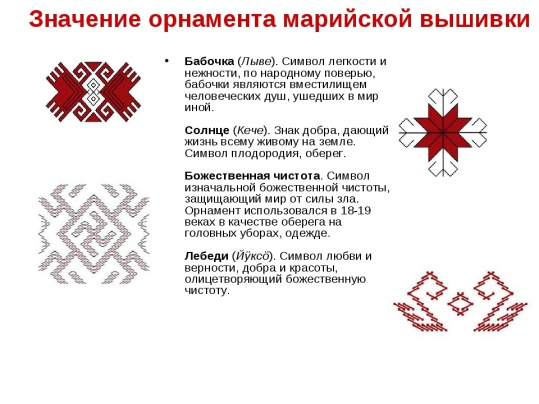 Значение орнамента марийской вышивки
• Бабочка (Лыве). Символ легкости и
нежности, по народному поверью,
бабочки являются вместилищем
человеческих душ, ушедших в мир
иной.
Солнце (Кече). Знак добра, дающий
жизнь всему живому на земле.
Символ плодородия, оберег.
Божественная чистота. Символ
изначальной божественной чистоты,
защищающий мир от силы зла.
Орнамент использовался в 18-19
веках в качестве оберега на
головных уборах, одежде.
Лебеди (Йӱксӧ). Символ любви и
верности, добра и красоты,
олицетворяющий божественную
чистоту.